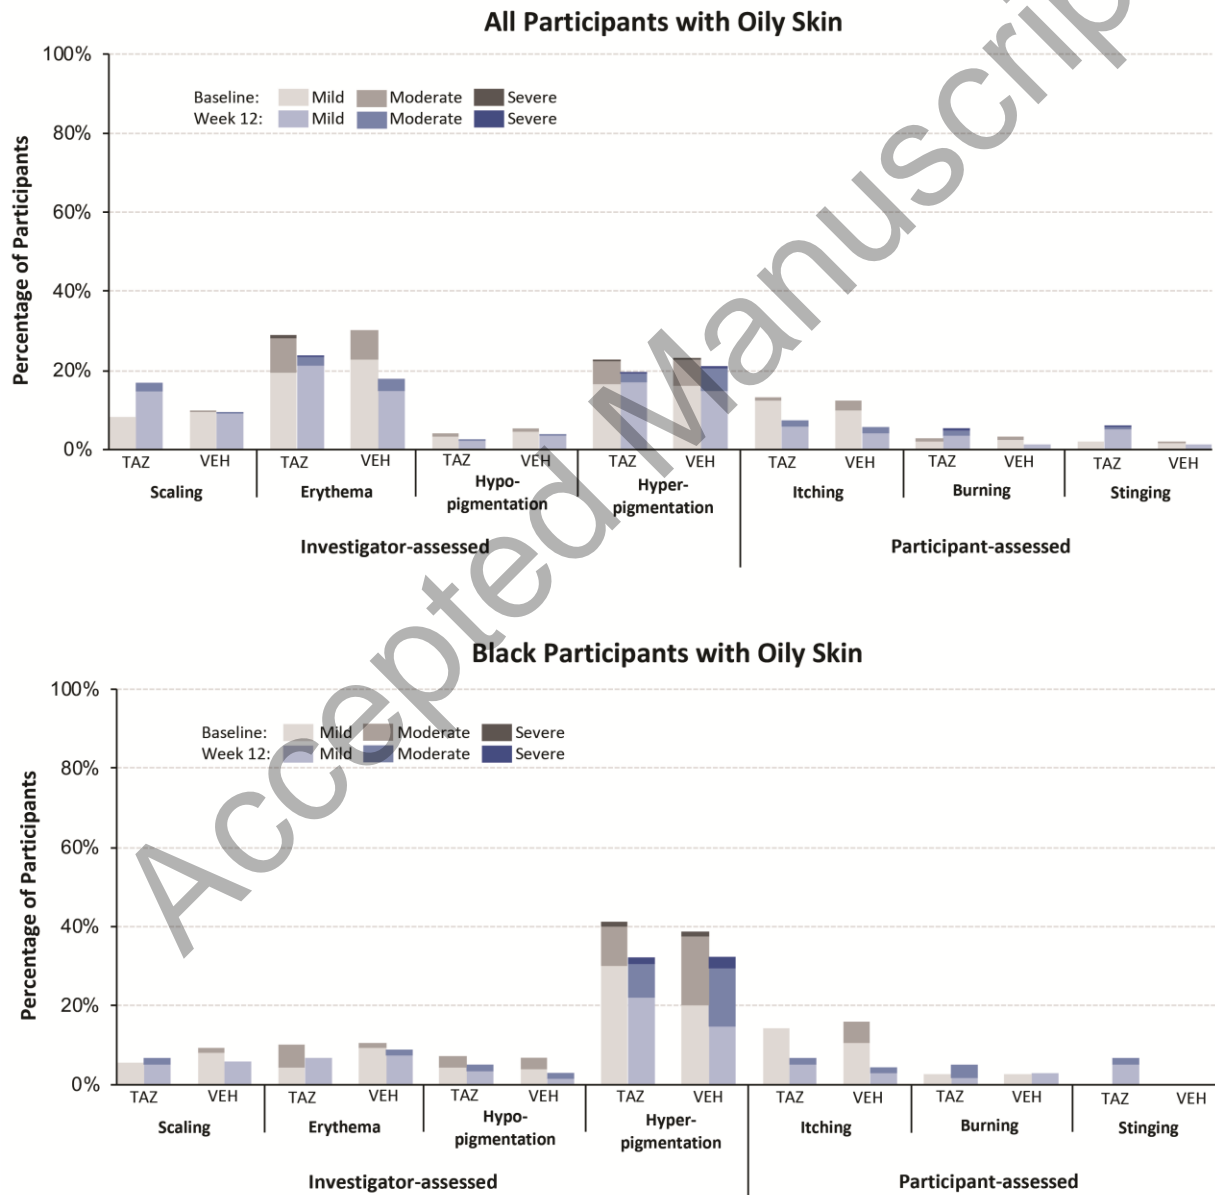 All Participants with Oily Skin
100%
80%
60%
40%
20%
0%
Percentage of Participants
Baseline: Mild Moderate Severe
Week 12: Mild Moderate Severe
TAZ VEH TAZ VEH TAZ VEH TAZ VEH TAZ VEH TAZ VEH TAZ VEH
Scaling Erythema Hypo-pigmentation Hyper-pigmentation Itching Burning Stinging
Investigator-assessed Participant-assessed
Black Participants with Oily Skin
100%
80%
60%
40%
20%
0%
Percentage of Participants
Baseline: Mild Moderate Severe
Week 12: Mild Moderate Severe
TAZ VEH TAZ VEH TAZ VEH TAZ VEH TAZ VEH TAZ VEH TAZ VEH
Scaling Erythema Hypo-pigmentation Hyper-pigmentation Itching Burning Stinging
Investigator-assessed Participant-assessed
Accepted Manuscrip